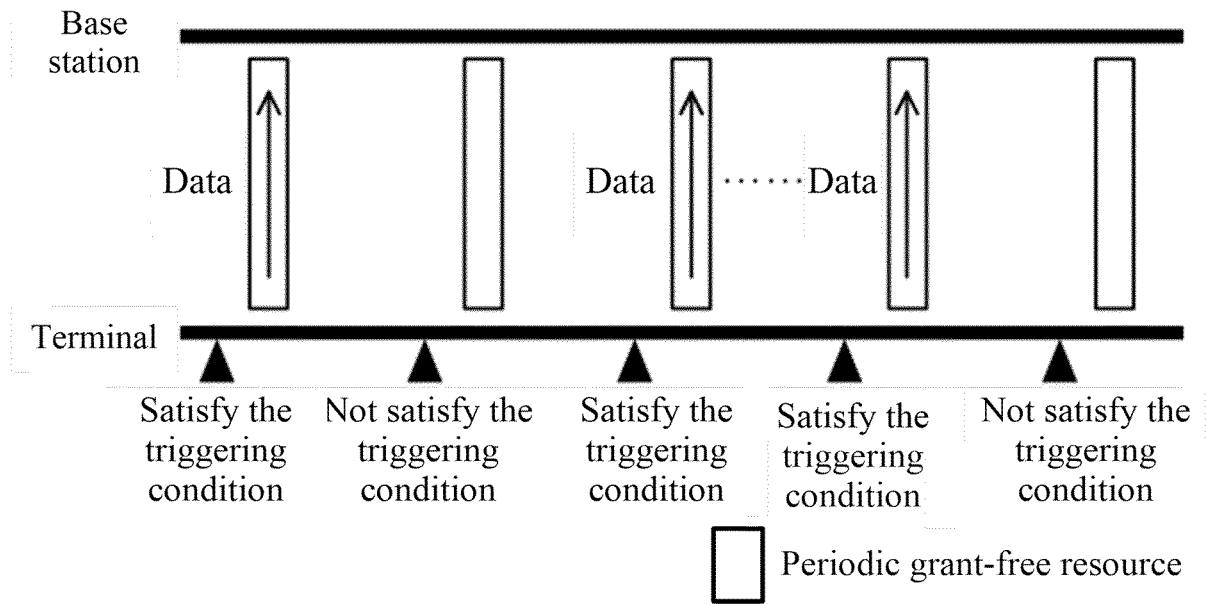 Base
station
Data
Data
Data
Terminal
Satisfy the
triggering
condition
Not satisfy the
triggering
condition
Satisfy the
triggering
condition
Satisfy the
triggering
condition
Not satisfy the
triggering
condition
Periodic grant-free resource